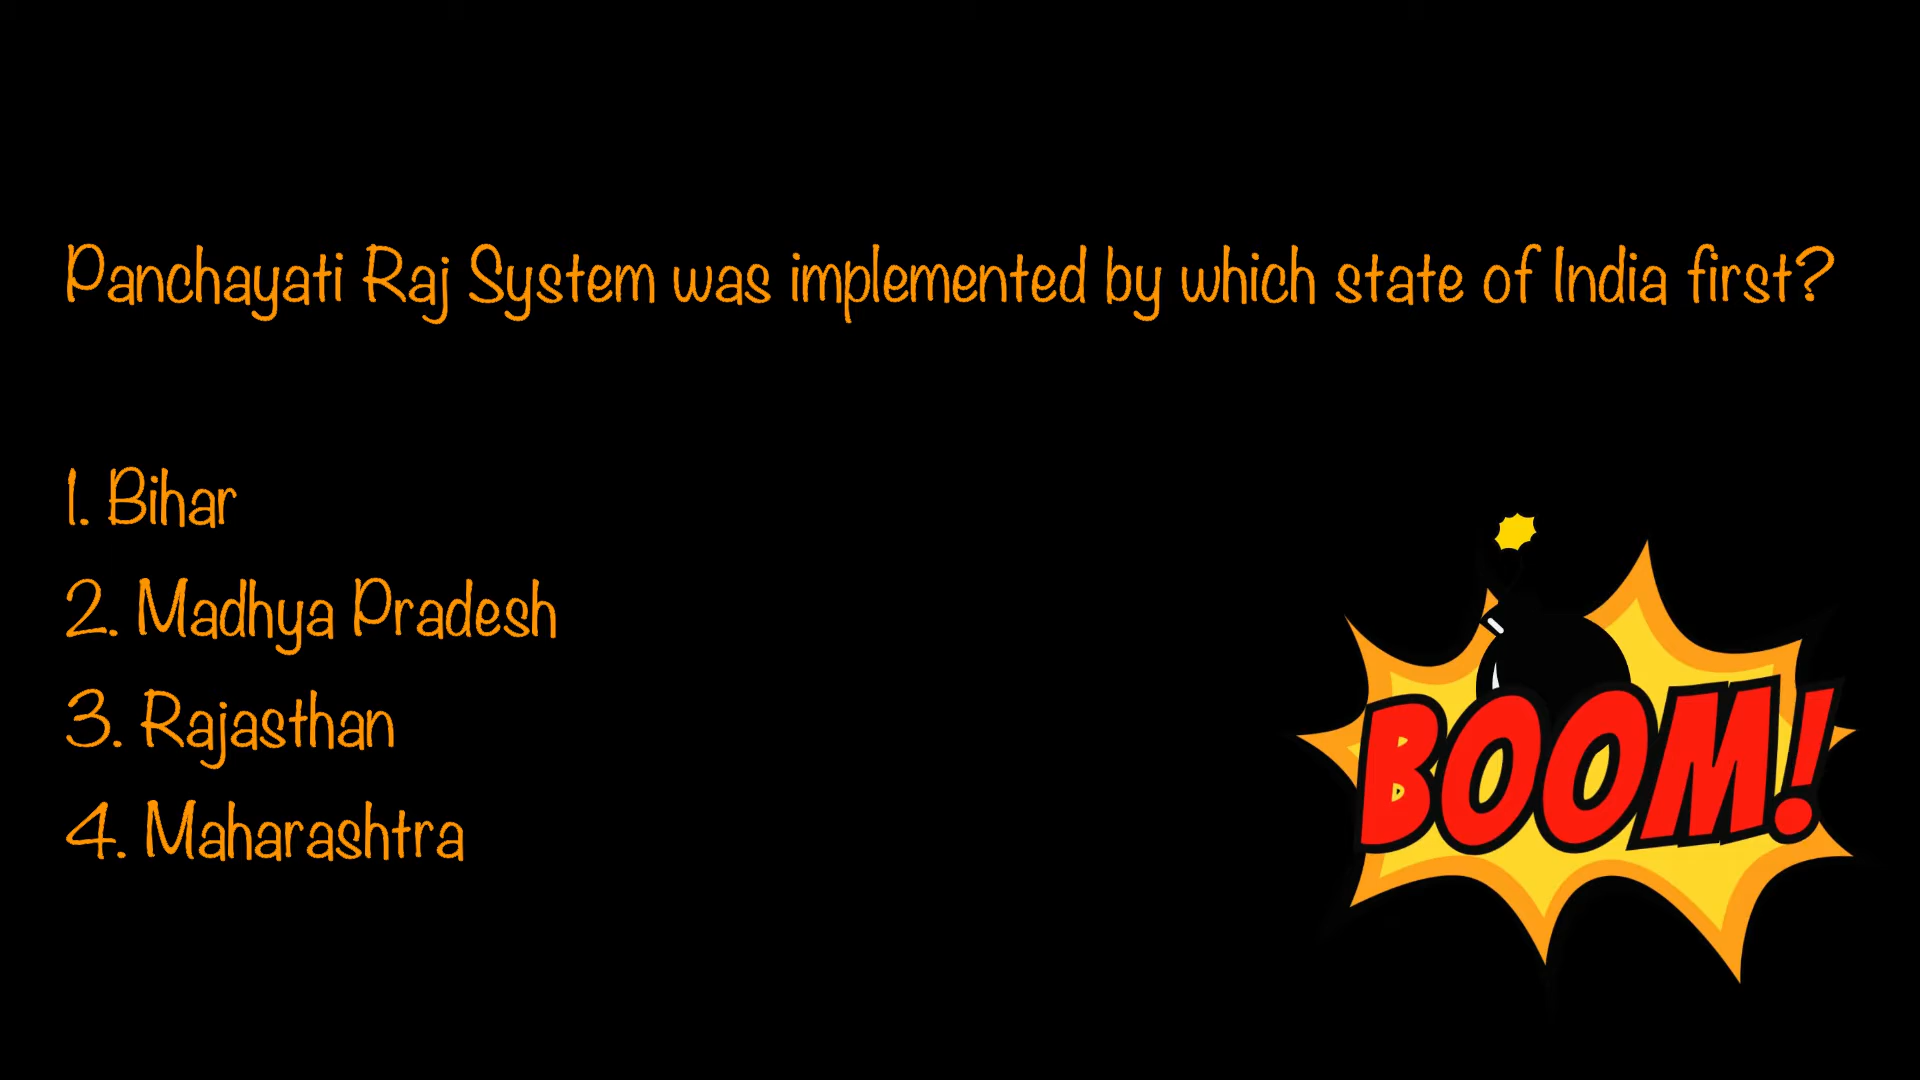 Panchayati Raj System was implemented by which state of India first?
1. Bihar
2. Madhya Pradesh
3. Rajasthan
4. Maharashtra
BOOM!